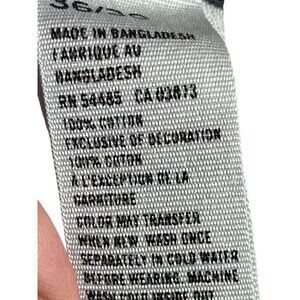 MADE IN BANGLADESH
FABRIQUE AU
BANGLADESH
RN 54485 CA 03873
100% COTTON
EXCLUSIVE OF DECORATION
100% COTON
À L'EXCEPTION DE LA
GARNITURE
COLOR MAY TRANSFER
WHEN NEW WASH ONCE
SEPARATELY IN COLD WATER
BEFORE WEARING. MACHINE